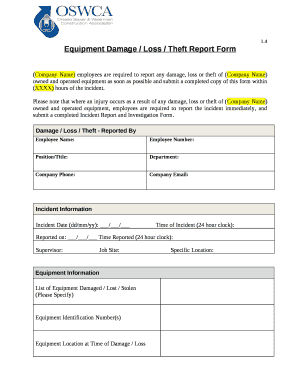 OSWCA
Ontario Sewer & Watermain
Construction Association
1.4
Equipment Damage / Loss / Theft Report Form
(Company Name) employees are required to report any damage, loss or theft of (Company Name)
owned and operated equipment as soon as possible and submit a completed copy of this form within
(XXXX) hours of the incident.
Please note that where an injury occurs as a result of any damage, loss or theft of (Company Name)
owned and operated equipment, employees are required to report the incident immediately, and
submit a completed Incident Report and Investigation Form.
Damage / Loss / Theft - Reported By
Employee Name: Employee Number:
Position/Title: Department:
Company Phone: Company Email:
Incident Information
Incident Date (dd/mm/yy): ___/___/___ Time of Incident (24 hour clock):
Reported on: ___/___/___ Time Reported (24 hour clock):
Supervisor: Job Site: Specific Location:
Equipment Information
List of Equipment Damaged / Lost / Stolen
(Please Specify)
Equipment Identification Number(s)
Equipment Location at Time of Damage / Loss